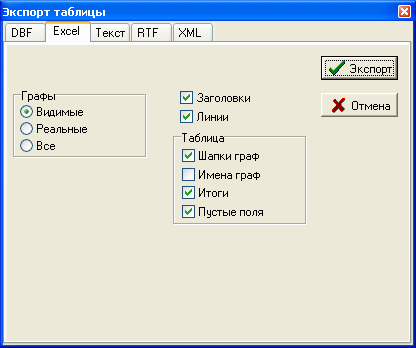 Экспорт таблицы
DBF Excel Текст RTF XML
Экспорт
Отмена
Графы
Видимые
Реальные
Все
Заголовки
Линии
Таблица
Шапки граф
Имена граф
Итоги
Пустые поля